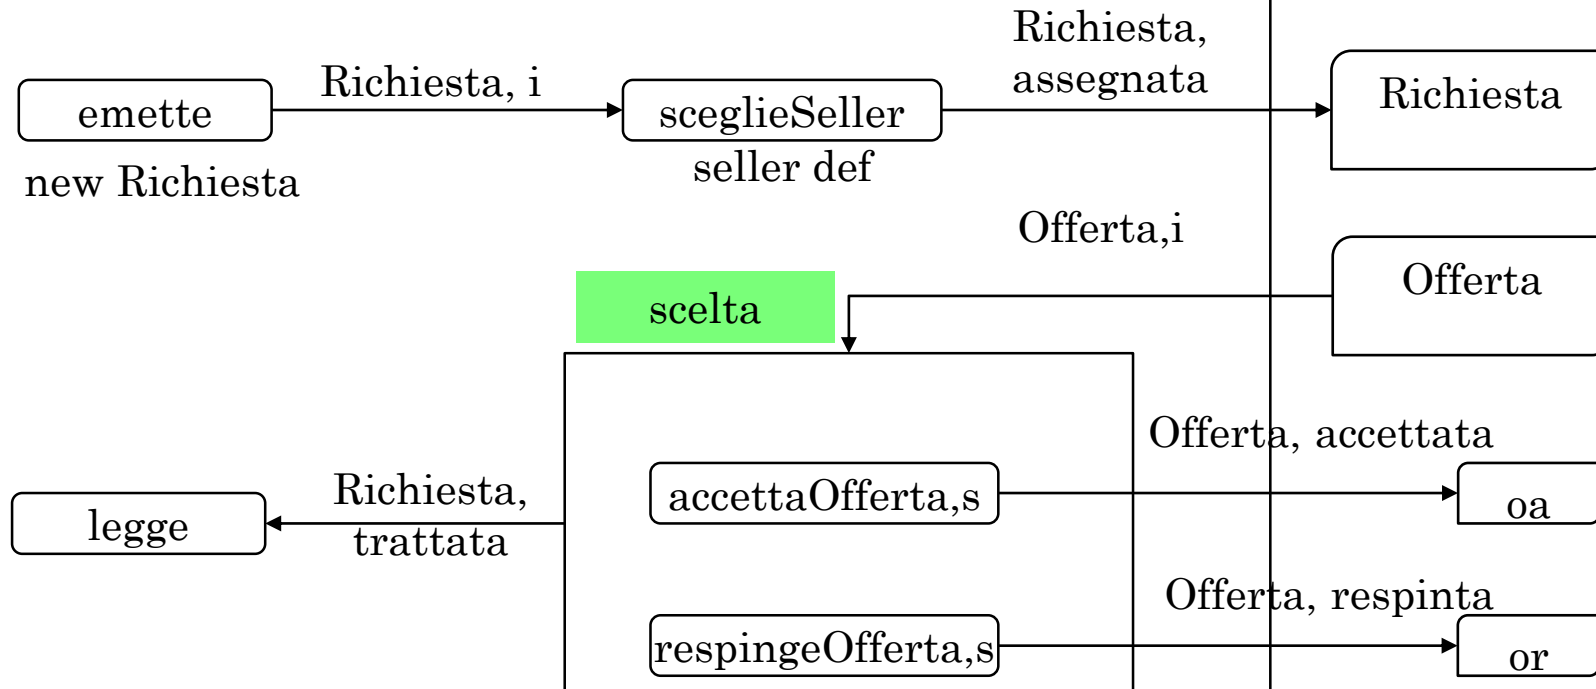 Richiesta,
assegnata
Richiesta, i
emette
sceglieSeller
Richiesta
new Richiesta
seller def
Offerta,i
Offerta
scelta
Offerta, accettata
Richiesta,
trattata
accettaOfferta,s
oa
legge
Offerta, respinta
respingeOfferta,s
or